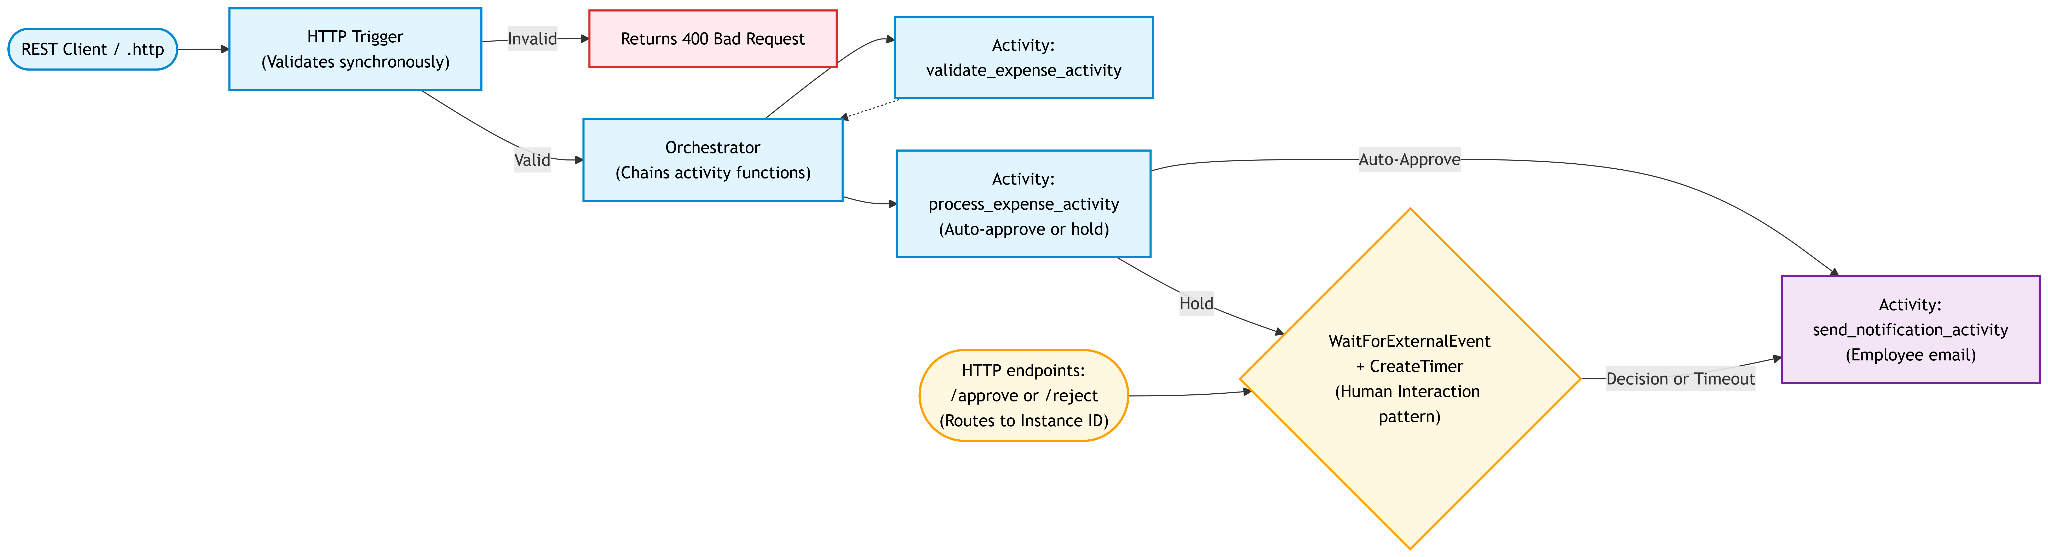 REST Client / .http
HTTP Trigger
(Validates synchronously)
Invalid
Returns 400 Bad Request
Valid
Orchestrator
(Chains activity functions)
Activity:
validate_expense_activity
Activity:
process_expense_activity
(Auto-approve or hold)
Auto-Approve
Hold
HTTP endpoints:
/approve or /reject
(Routes to Instance ID)
WaitForExternalEvent
+ CreateTimer
(Human Interaction
pattern)
Decision or Timeout
Activity:
send_notification_activity
(Employee email)